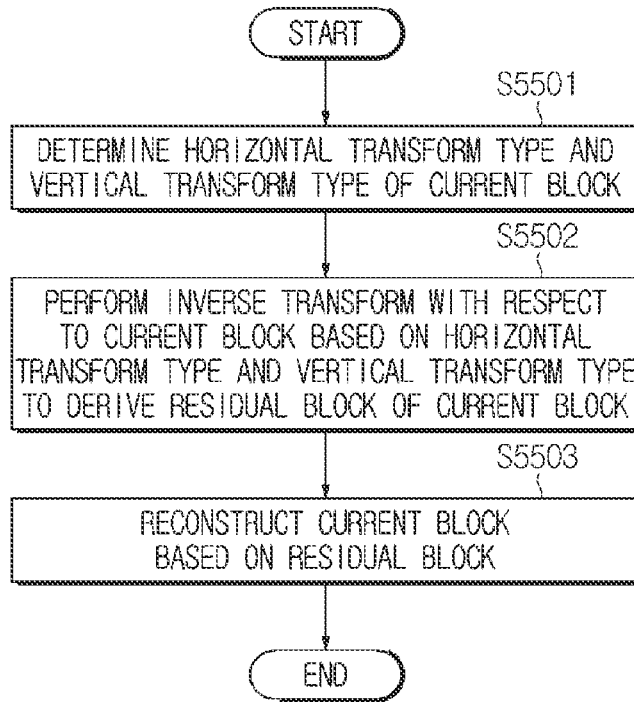 START
S5501
DETERMINE HORIZONTAL TRANSFORM TYPE AND
VERTICAL TRANSFORM TYPE OF CURRENT BLOCK
S5502
PERFORM INVERSE TRANSFORM WITH RESPECT
TO CURRENT BLOCK BASED ON HORIZONTAL
TRANSFORM TYPE AND VERTICAL TRANSFORM TYPE
TO DERIVE RESIDUAL BLOCK OF CURRENT BLOCK
S5503
RECONSTRUCT CURRENT BLOCK
BASED ON RESIDUAL BLOCK
END